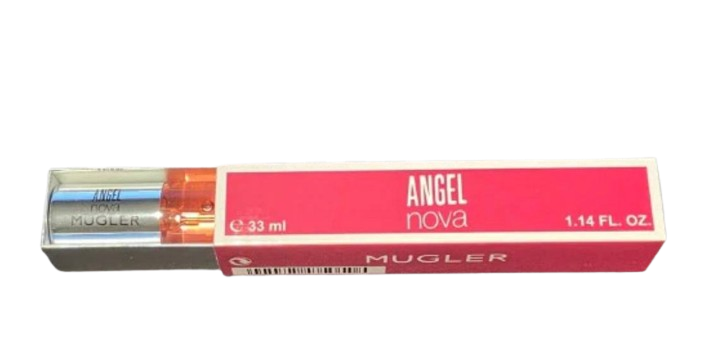 ANGEL
nova
MUGLER
ANGEL
nova
℮ 33 ml
1.14 FL. OZ.
MUGLER